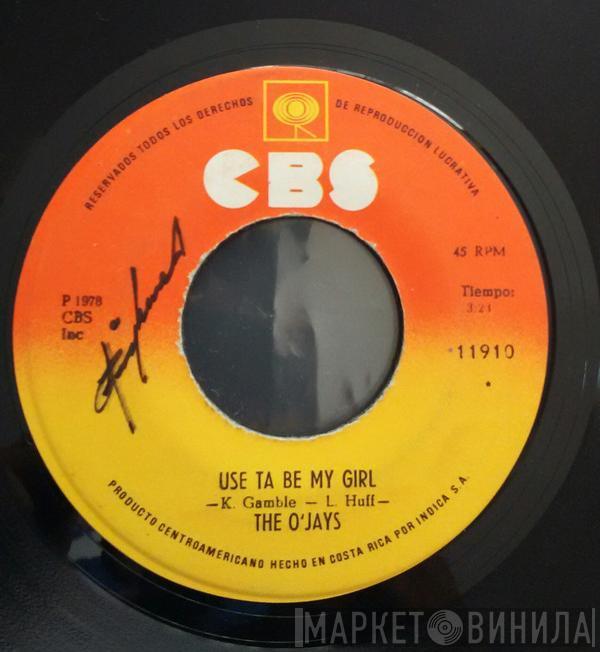 RESERVADOS TODOS LOS DERECHOS DE REPRODUCCION LUCRATIVA
CBS
45 RPM
P 1978
CBS
Inc
Tiempo:
3:21
11910
USE TA BE MY GIRL
—K. Gamble — L. Huff—
THE O'JAYS
PRODUCTO CENTROAMERICANO HECHO EN COSTA RICA POR INDICA S.A.
МАРКЕТ ВИНИЛА